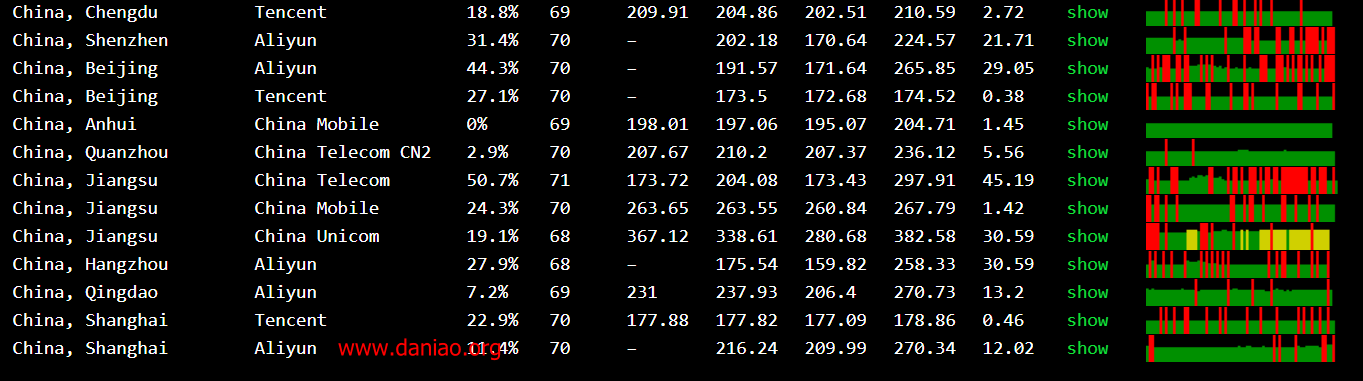 China, Chengdu Tencent 18.8% 69 209.91 204.86 202.51 210.59 2.72 show
China, Shenzhen Aliyun 31.4% 70 – 202.18 170.64 224.57 21.71 show
China, Beijing Aliyun 44.3% 70 – 191.57 171.64 265.85 29.05 show
China, Beijing Tencent 27.1% 70 – 173.5 172.68 174.52 0.38 show
China, Anhui China Mobile 0% 69 198.01 197.06 195.07 204.71 1.45 show
China, Quanzhou China Telecom CN2 2.9% 70 207.67 210.2 207.37 236.12 5.56 show
China, Jiangsu China Telecom 50.7% 71 173.72 204.08 173.43 297.91 45.19 show
China, Jiangsu China Mobile 24.3% 70 263.65 263.55 260.84 267.79 1.42 show
China, Jiangsu China Unicom 19.1% 68 367.12 338.61 280.68 382.58 30.59 show
China, Hangzhou Aliyun 27.9% 68 – 175.54 159.82 258.33 30.59 show
China, Qingdao Aliyun 7.2% 69 231 237.93 206.4 270.73 13.2 show
China, Shanghai Tencent 22.9% 70 177.88 177.82 177.09 178.86 0.46 show
China, Shanghai Aliyun 11.4% 70 – 216.24 209.99 270.34 12.02 show
www.daniao.org